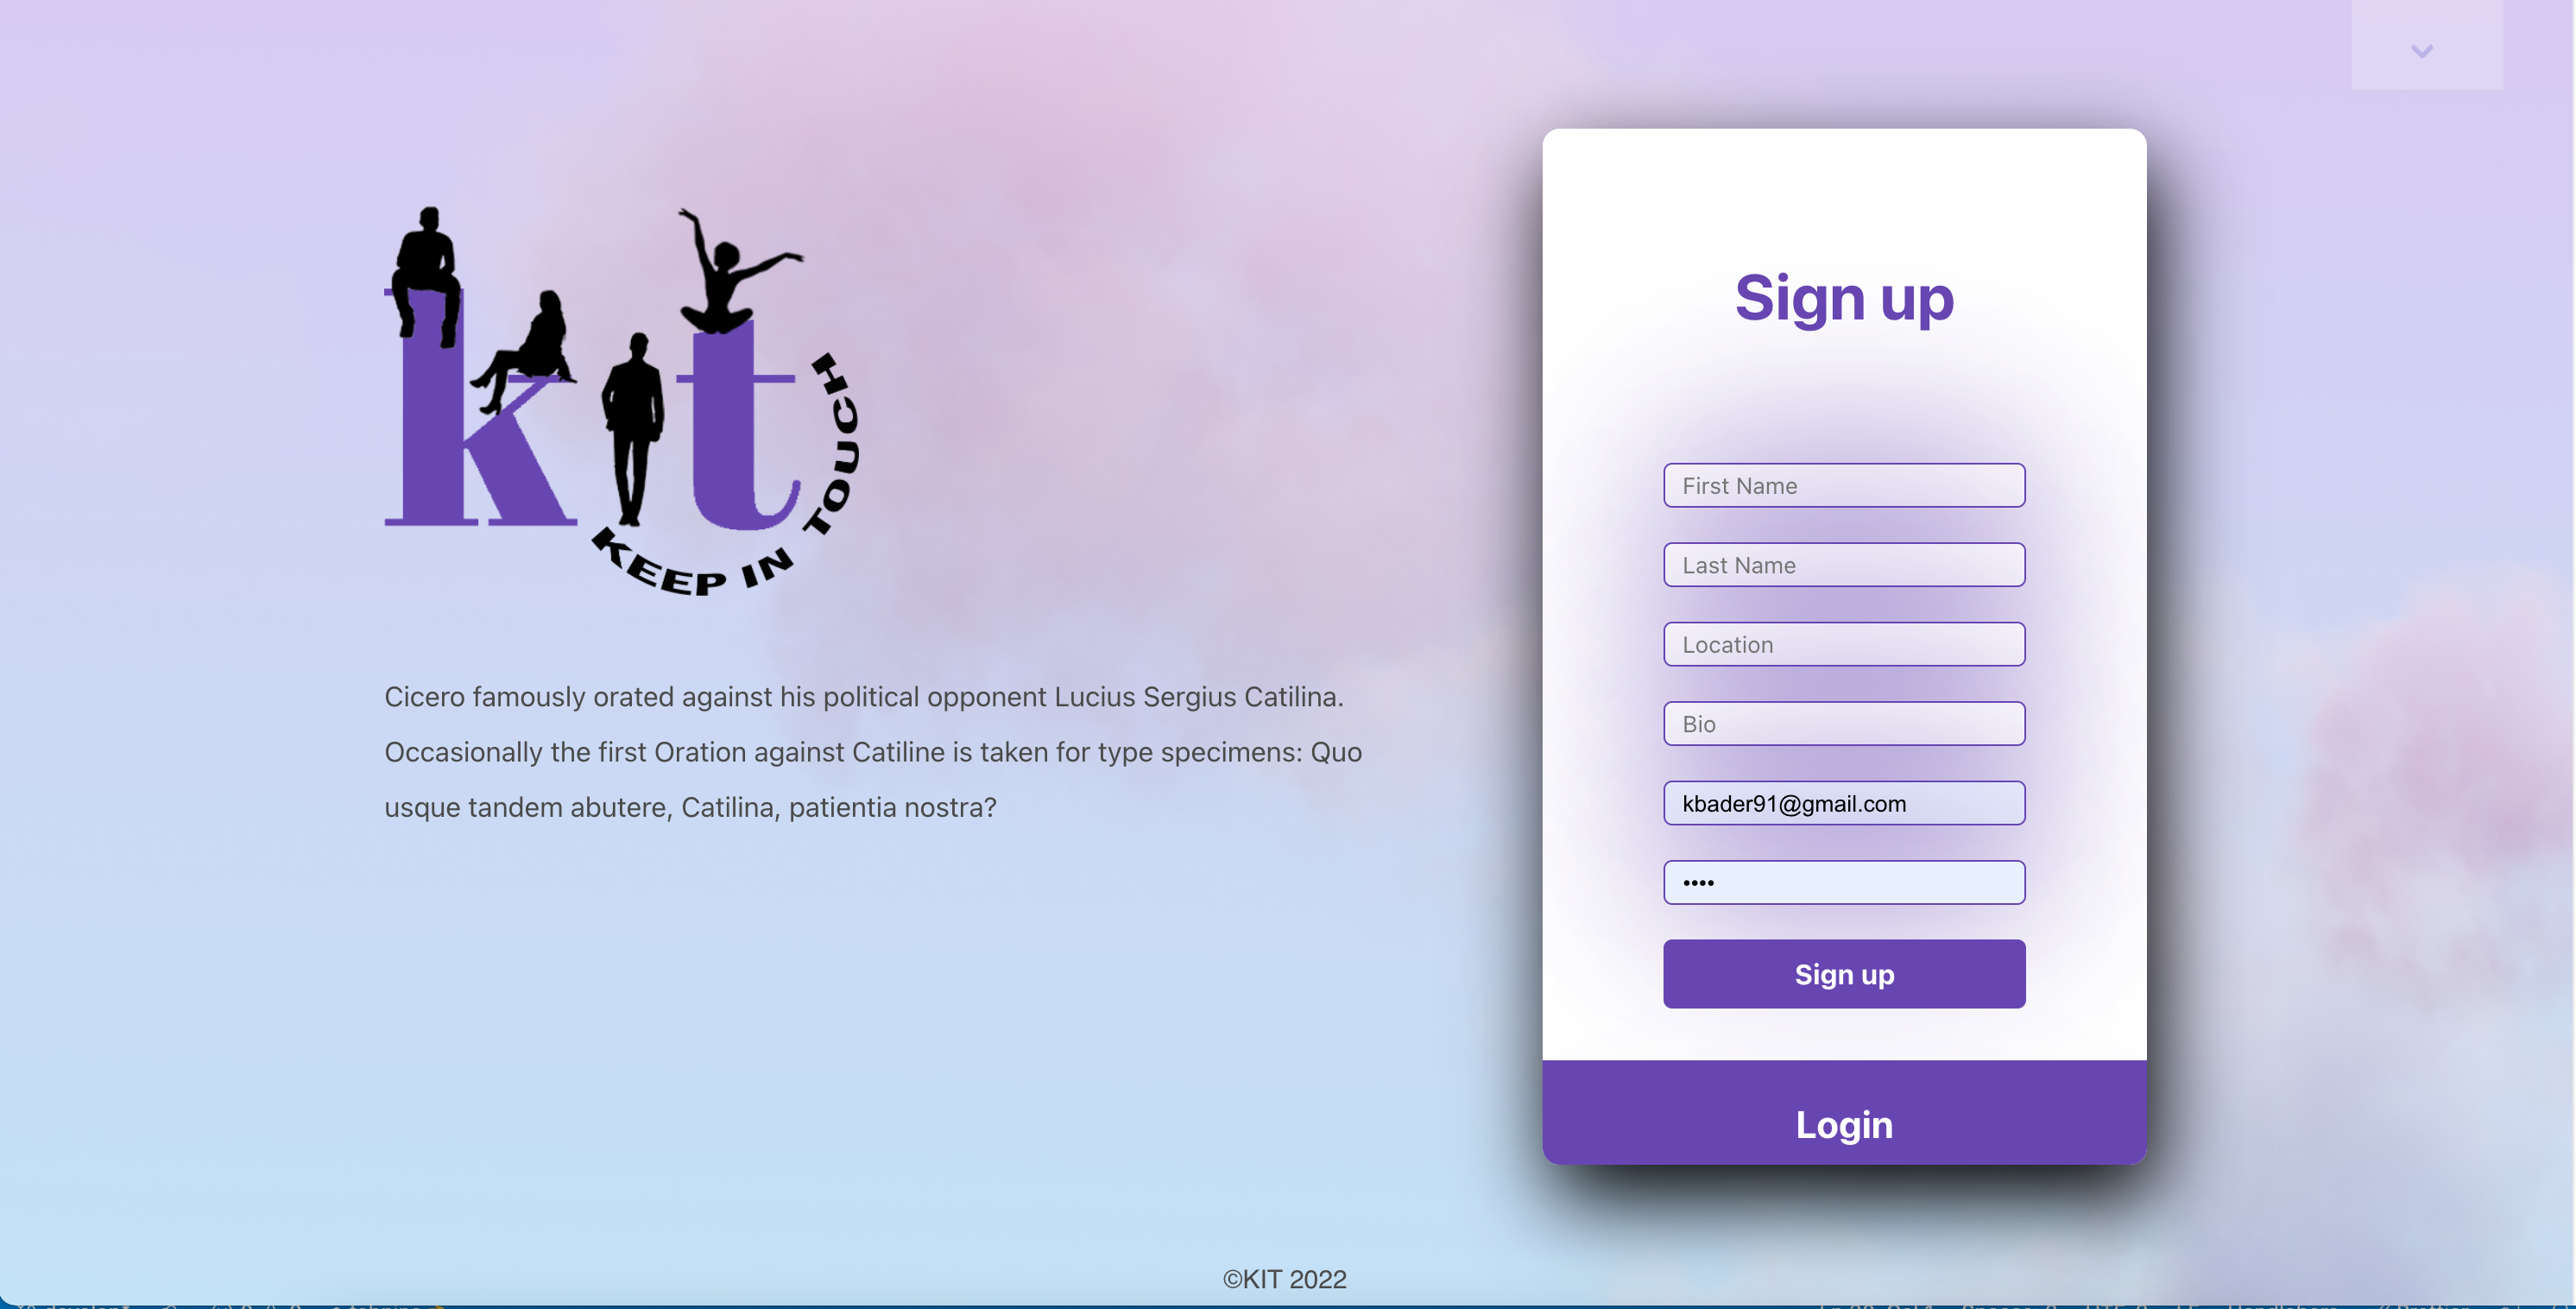 kit
KEEP IN TOUCH
Cicero famously orated against his political opponent Lucius Sergius Catilina.
Occasionally the first Oration against Catiline is taken for type specimens: Quo
usque tandem abutere, Catilina, patientia nostra?
Sign up
First Name
Last Name
Location
Bio
kbader91@gmail.com
••••
Sign up
Login
©KIT 2022